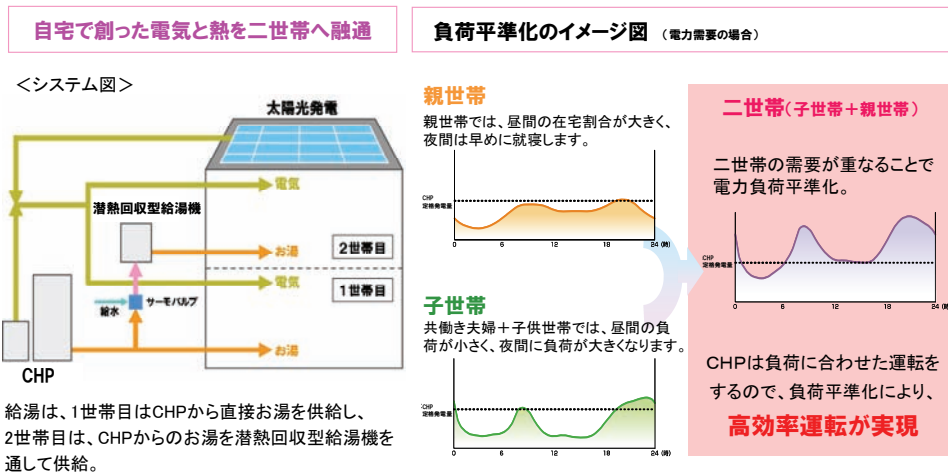 自宅で創った電気と熱を二世帯へ融通
負荷平準化のイメージ図 (電力需要の場合)
＜システム図＞
太陽光発電
電気
潜熱回収型給湯機
お湯
2世帯目
電気
1世帯目
給水
サーモバルブ
お湯
CHP
給湯は、1世帯目はCHPから直接お湯を供給し、
2世帯目は、CHPからのお湯を潜熱回収型給湯機を
通して供給。
親世帯
親世帯では、昼間の在宅割合が大きく、
夜間は早めに就寝します。
CHP
定格発電量
0 6 12 18 24 (時)
子世帯
共働き夫婦＋子供世帯では、昼間の負
荷が小さく、夜間に負荷が大きくなります。
CHP
定格発電量
0 6 12 18 24 (時)
二世帯(子世帯＋親世帯)
二世帯の需要が重なることで
電力負荷平準化。
CHP
定格発電量
0 6 12 18 24 (時)
CHPは負荷に合わせた運転を
するので、負荷平準化により、
高効率運転が実現